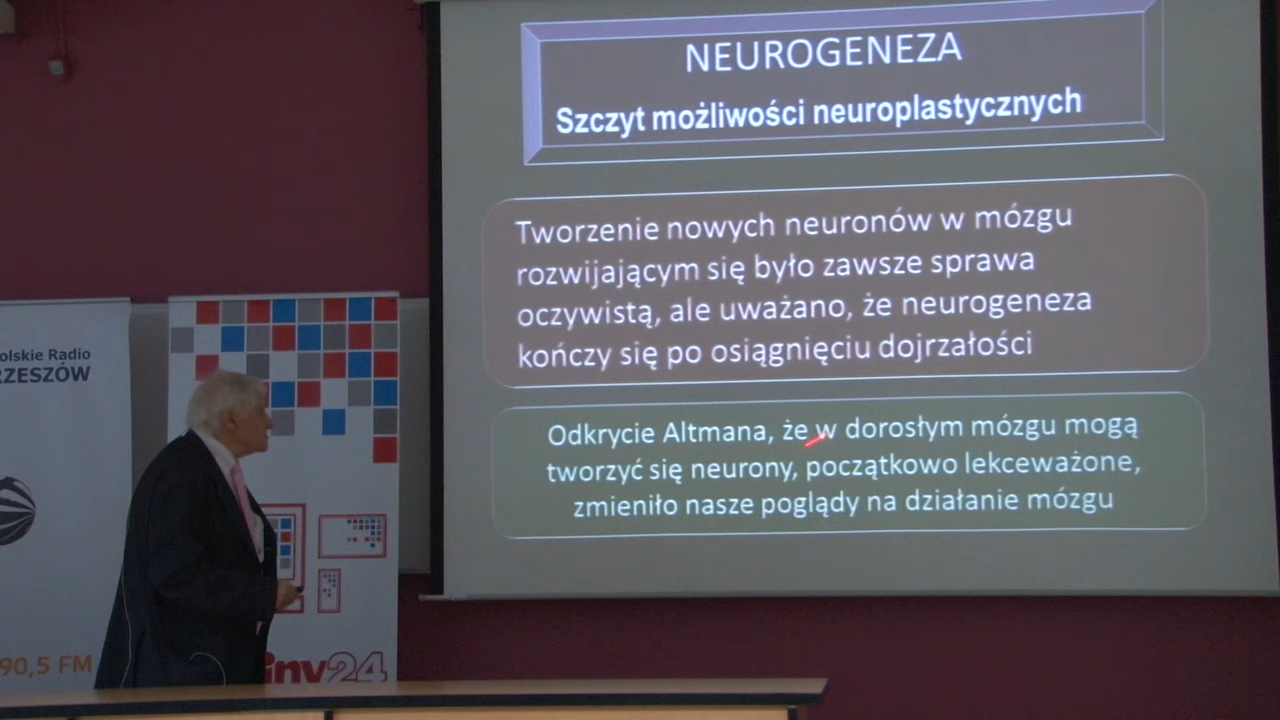 NEUROGENEZA
Szczyt możliwości neuroplastycznych
Tworzenie nowych neuronów w mózgu
rozwijającym się było zawsze sprawa
oczywistą, ale uważano, że neurogeneza
kończy się po osiągnięciu dojrzałości
Odkrycie Altmana, że w dorosłym mózgu mogą
tworzyć się neurony, początkowo lekceważone,
zmieniło nasze poglądy na działanie mózgu
olskie Radio
RZESZÓW
90,5 FM
iny24